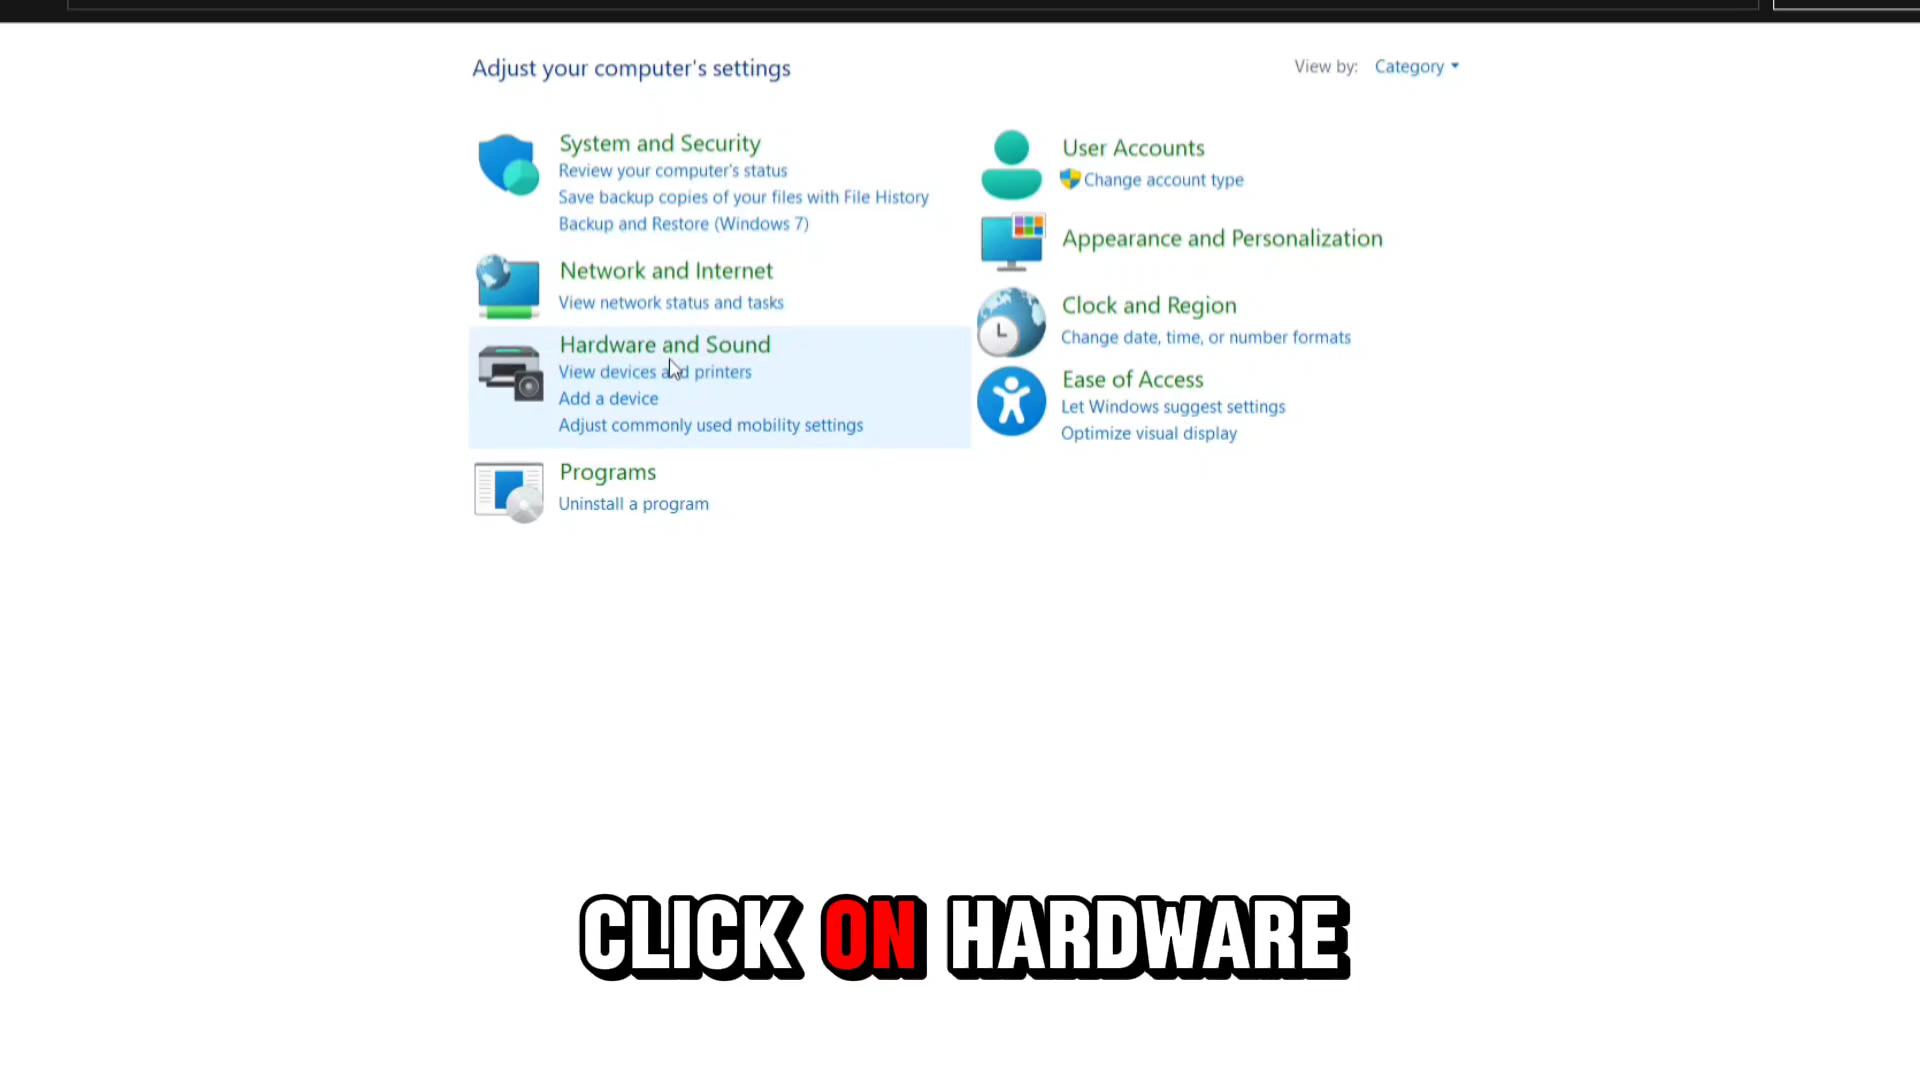 Adjust your computer's settings
View by: Category
System and Security
Review your computer's status
Save backup copies of your files with File History
Backup and Restore (Windows 7)
Network and Internet
View network status and tasks
Hardware and Sound
View devices and printers
Add a device
Adjust commonly used mobility settings
Programs
Uninstall a program
User Accounts
Change account type
Appearance and Personalization
Clock and Region
Change date, time, or number formats
Ease of Access
Let Windows suggest settings
Optimize visual display
CLICK ON HARDWARE